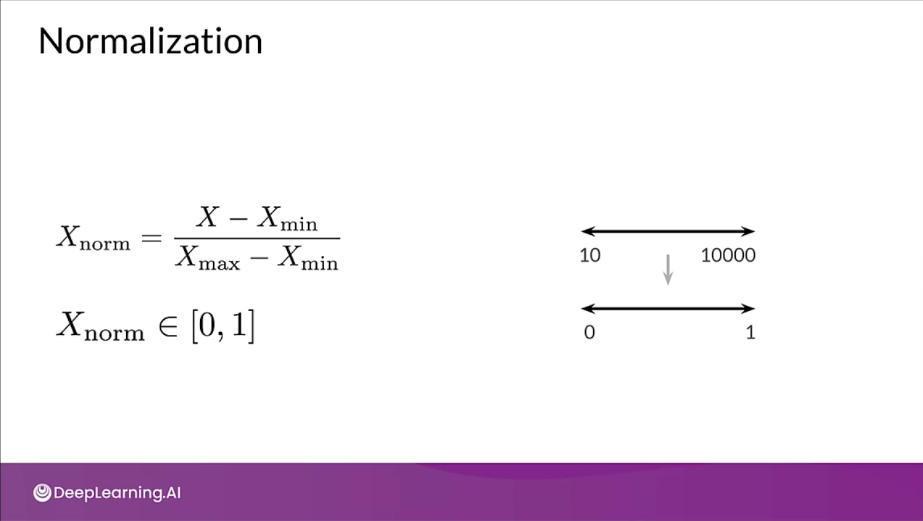 Normalization
X_norm = (X − X_min) / (X_max − X_min)
X_norm ∈ [0, 1]
10 10000
0 1
DeepLearning.AI